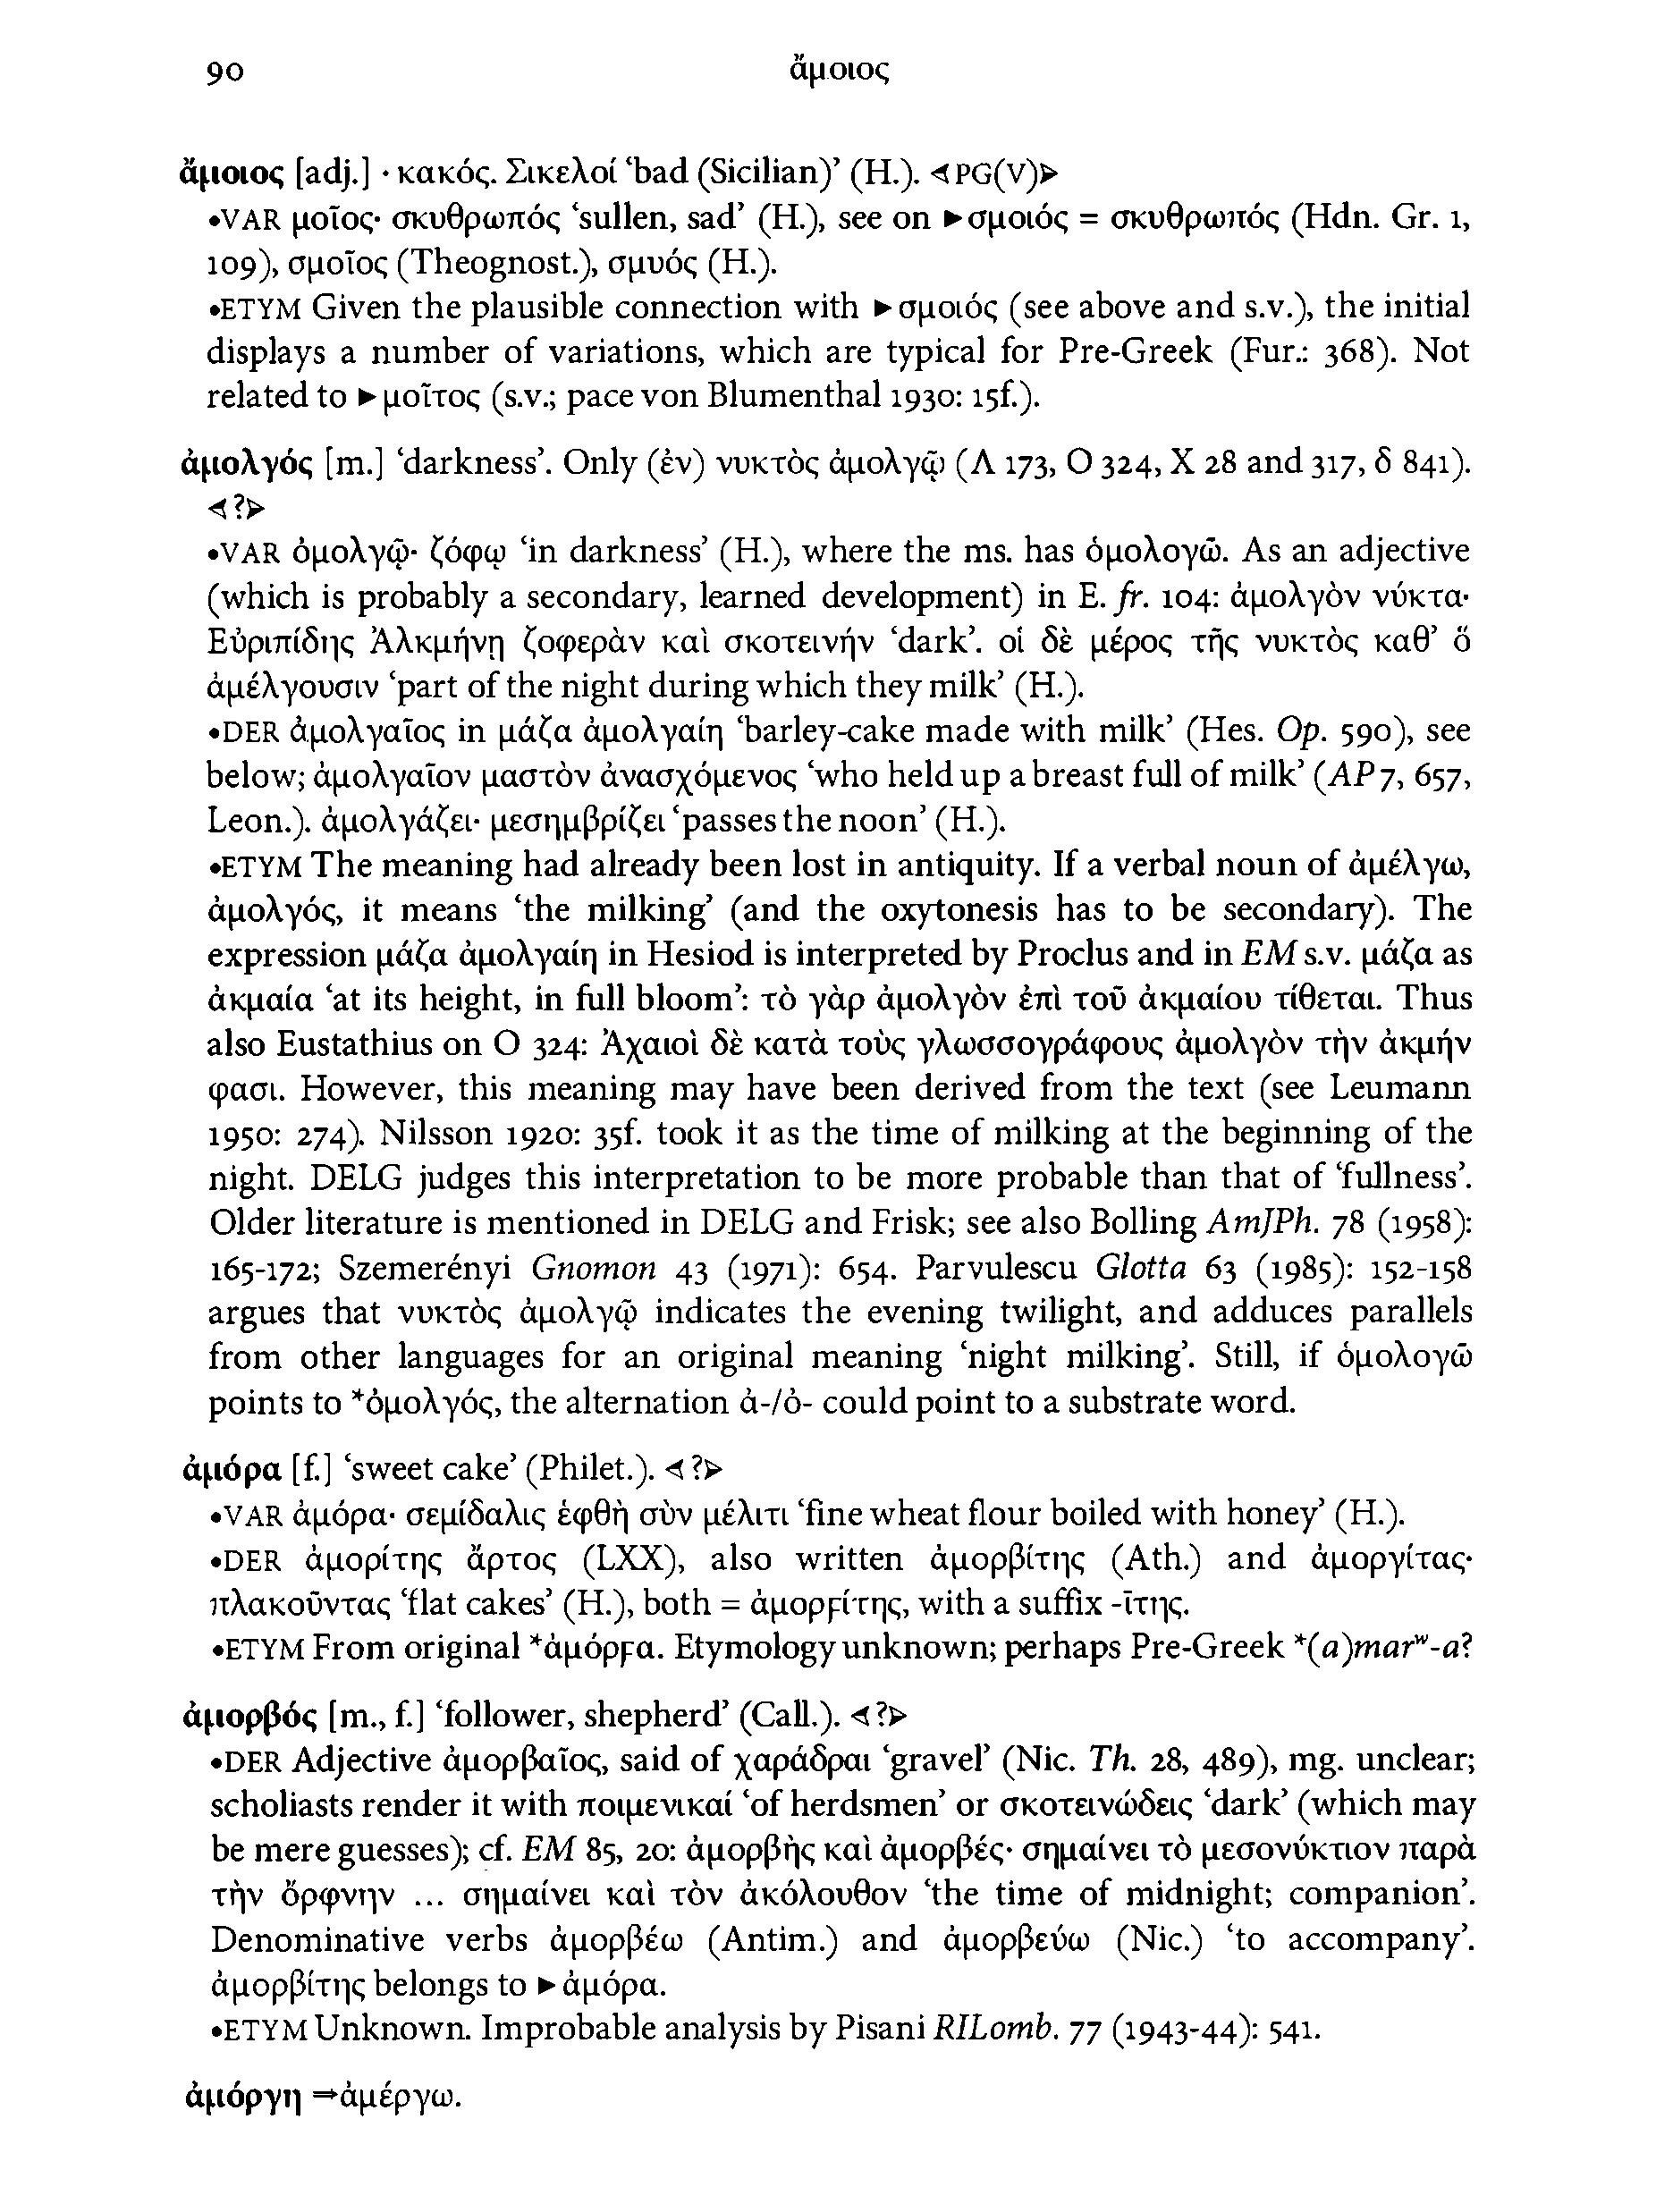 90 ἄμοιος
ἄμοιος [adj.] · κακός. Σικελοί ‘bad (Sicilian)’ (H.). ◁PG(V)▷
•VAR μοῖος· σκυθρωπός ‘sullen, sad’ (H.), see on ►σμοιός = σκυθρωπός (Hdn. Gr. 1,
109), σμοῖος (Theognost.), σμυός (H.).
•ETYM Given the plausible connection with ►σμοιός (see above and s.v.), the initial
displays a number of variations, which are typical for Pre-Greek (Fur.: 368). Not
related to ►μοῖτος (s.v.; pace von Blumenthal 1930: 15f.).
ἀμολγός [m.] ‘darkness’. Only (ἐν) νυκτὸς ἀμολγῷ (Λ 173, Ο 324, Χ 28 and 317, δ 841).
◁?▷
•VAR ὀμολγῷ· ζόφῳ ‘in darkness’ (H.), where the ms. has ὁμολογῶ. As an adjective
(which is probably a secondary, learned development) in E. fr. 104: ἀμολγὸν νύκτα·
Εὐριπίδης Ἀλκμήνῃ ζοφερὰν καὶ σκοτεινήν ‘dark’. οἱ δὲ μέρος τῆς νυκτὸς καθ’ ὅ
ἀμέλγουσιν ‘part of the night during which they milk’ (H.).
•DER ἀμολγαῖος in μάζα ἀμολγαίη ‘barley-cake made with milk’ (Hes. Op. 590), see
below; ἀμολγαῖον μαστὸν ἀνασχόμενος ‘who held up a breast full of milk’ (AP 7, 657,
Leon.). ἀμολγάζει· μεσημβρίζει ‘passes the noon’ (H.).
•ETYM The meaning had already been lost in antiquity. If a verbal noun of ἀμέλγω,
ἀμολγός, it means ‘the milking’ (and the oxytonesis has to be secondary). The
expression μάζα ἀμολγαίη in Hesiod is interpreted by Proclus and in EM s.v. μάζα as
ἀκμαία ‘at its height, in full bloom’: τὸ γὰρ ἀμολγὸν ἐπὶ τοῦ ἀκμαίου τίθεται. Thus
also Eustathius on Ο 324: Ἀχαιοὶ δὲ κατὰ τοὺς γλωσσογράφους ἀμολγὸν τὴν ἀκμήν
φασι. However, this meaning may have been derived from the text (see Leumann
1950: 274). Nilsson 1920: 35f. took it as the time of milking at the beginning of the
night. DELG judges this interpretation to be more probable than that of ‘fullness’.
Older literature is mentioned in DELG and Frisk; see also Bolling AmJPh. 78 (1958):
165-172; Szemerényi Gnomon 43 (1971): 654. Parvulescu Glotta 63 (1985): 152-158
argues that νυκτὸς ἀμολγῷ indicates the evening twilight, and adduces parallels
from other languages for an original meaning ‘night milking’. Still, if ὁμολογῶ
points to *ὀμολγός, the alternation ἀ-/ὀ- could point to a substrate word.
ἀμόρα [f.] ‘sweet cake’ (Philet.). ◁?▷
•VAR ἀμόρα· σεμίδαλις ἑφθὴ σὺν μέλιτι ‘fine wheat flour boiled with honey’ (H.).
•DER ἀμορίτης ἄρτος (LXX), also written ἀμορβίτης (Ath.) and ἀμοργίτας·
πλακοῦντας ‘flat cakes’ (H.), both = ἀμορϝίτης, with a suffix -ῑτης.
•ETYM From original *ἀμόρϝα. Etymology unknown; perhaps Pre-Greek *(a)marʷ-a?
ἀμορβός [m., f.] ‘follower, shepherd’ (Call.). ◁?▷
•DER Adjective ἀμορβαῖος, said of χαράδραι ‘gravel’ (Nic. Th. 28, 489), mg. unclear;
scholiasts render it with ποιμενικαί ‘of herdsmen’ or σκοτεινώδεις ‘dark’ (which may
be mere guesses); cf. EM 85, 20: ἀμορβὴς καὶ ἀμορβές· σημαίνει τὸ μεσονύκτιον παρὰ
τὴν ὄρφνην ... σημαίνει καὶ τὸν ἀκόλουθον ‘the time of midnight; companion’.
Denominative verbs ἀμορβέω (Antim.) and ἀμορβεύω (Nic.) ‘to accompany’.
ἀμορβίτης belongs to ►ἀμόρα.
•ETYM Unknown. Improbable analysis by Pisani RILomb. 77 (1943-44): 541.
ἀμόργη ⇒ἀμέργω.